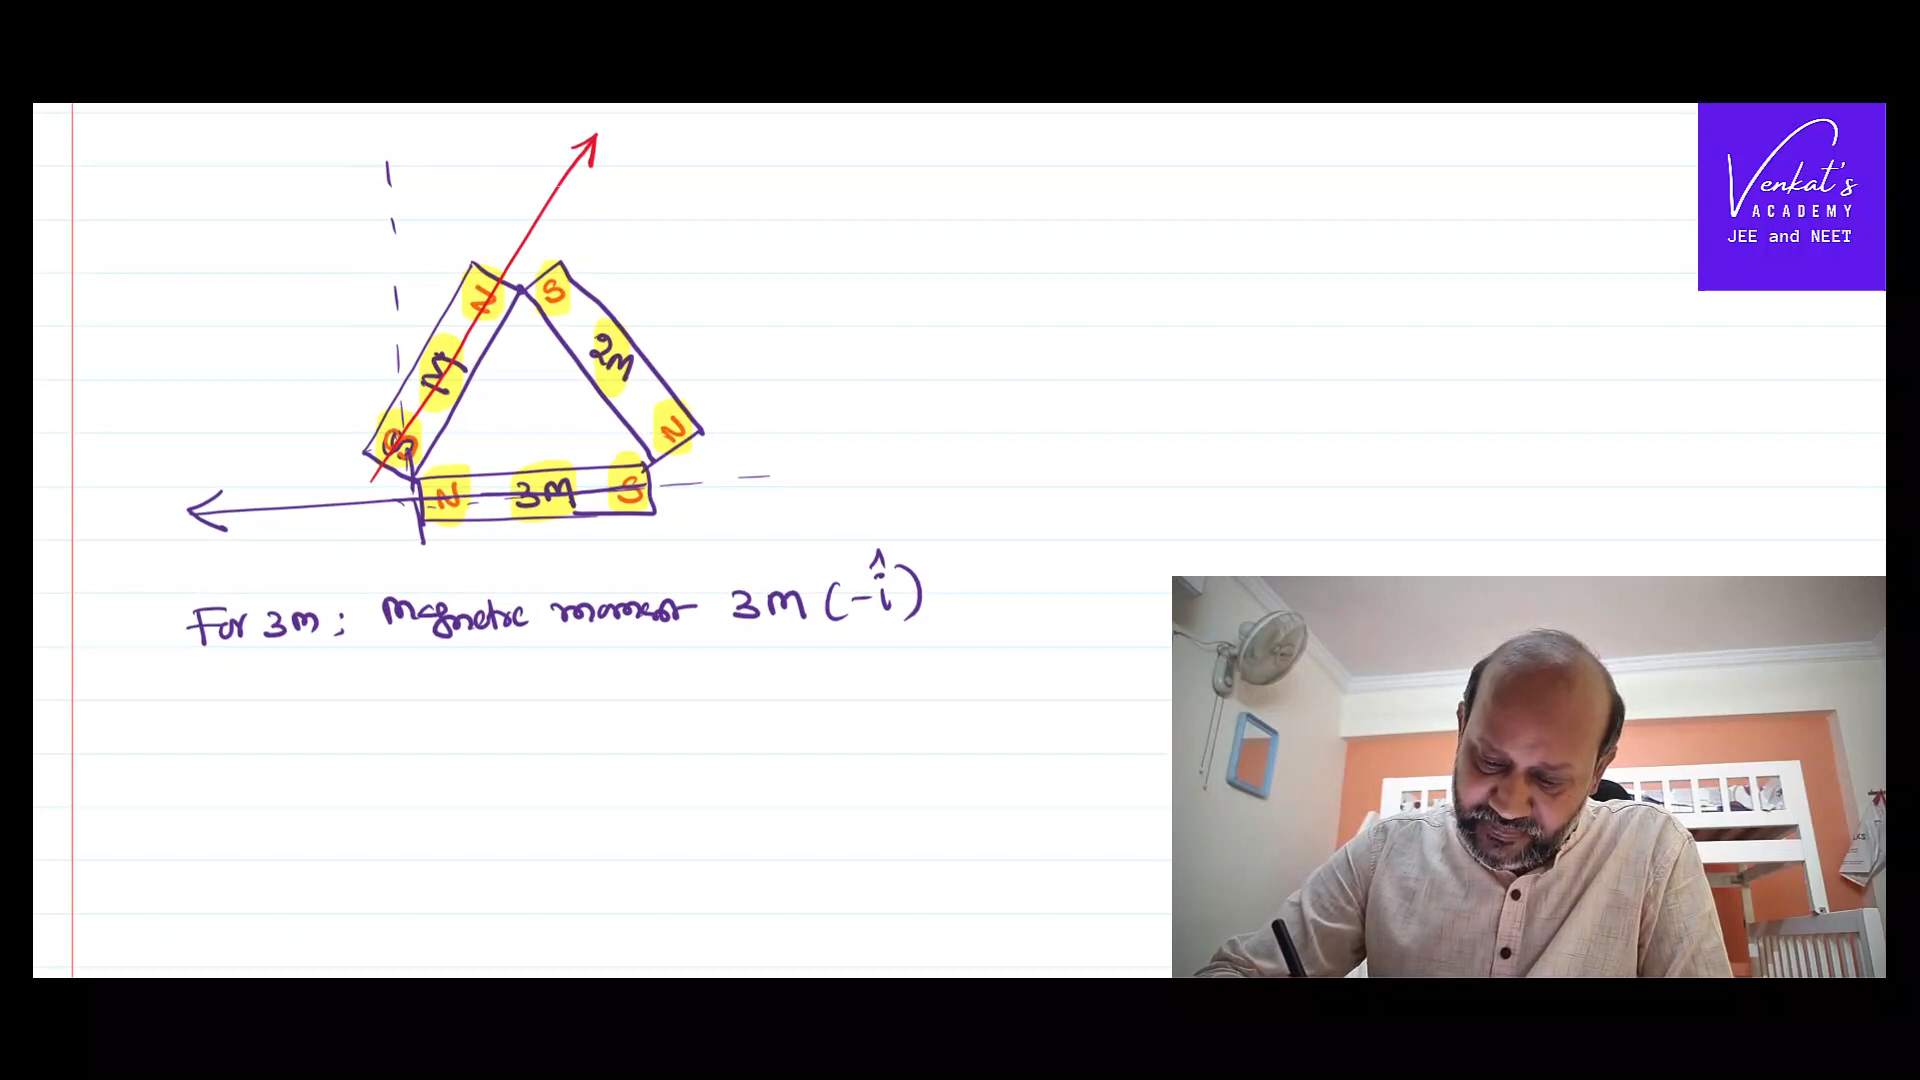 Venkat's
ACADEMY
JEE and NEET
N
S
M
2M
S
N
N
3M
S
For 3m; Magnetic moment 3M (-î)